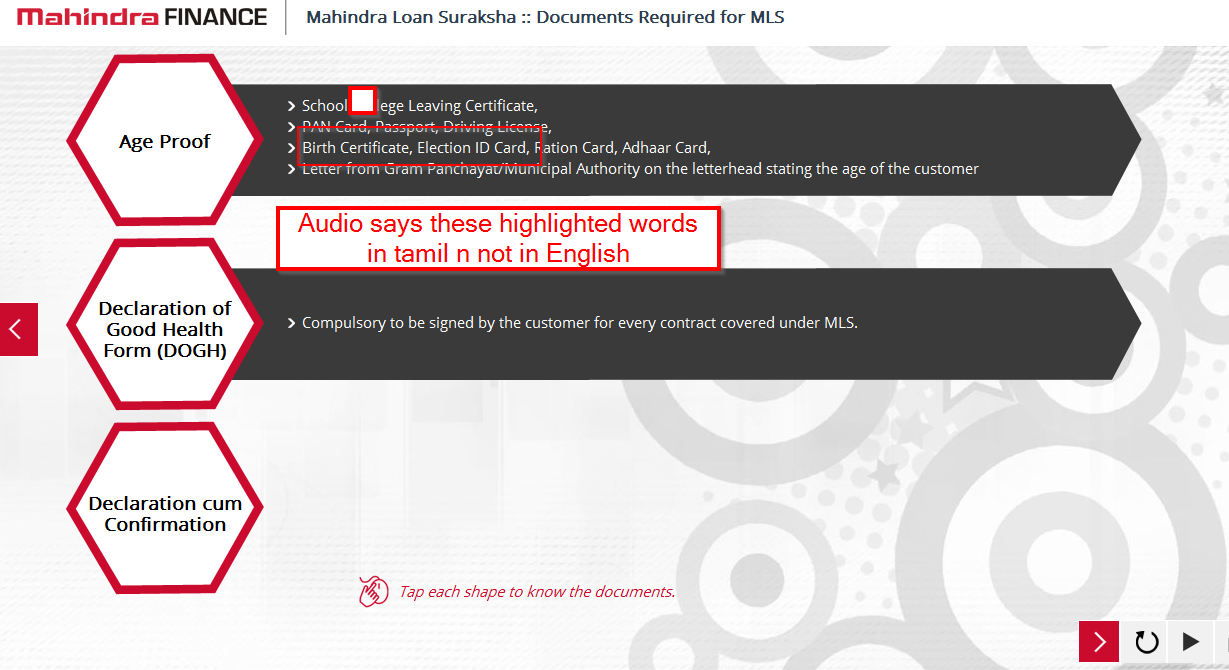 Mahindra FINANCE
Mahindra Loan Suraksha :: Documents Required for MLS
Age Proof
School ege Leaving Certificate,
PAN Card, Passport, Driving License,
Birth Certificate, Election ID Card, Ration Card, Adhaar Card,
Letter from Gram Panchayat/Municipal Authority on the letterhead stating the age of the customer
Audio says these highlighted words
in tamil n not in English
Declaration of
Good Health
Form (DOGH)
Compulsory to be signed by the customer for every contract covered under MLS.
Declaration cum
Confirmation
Tap each shape to know the documents.